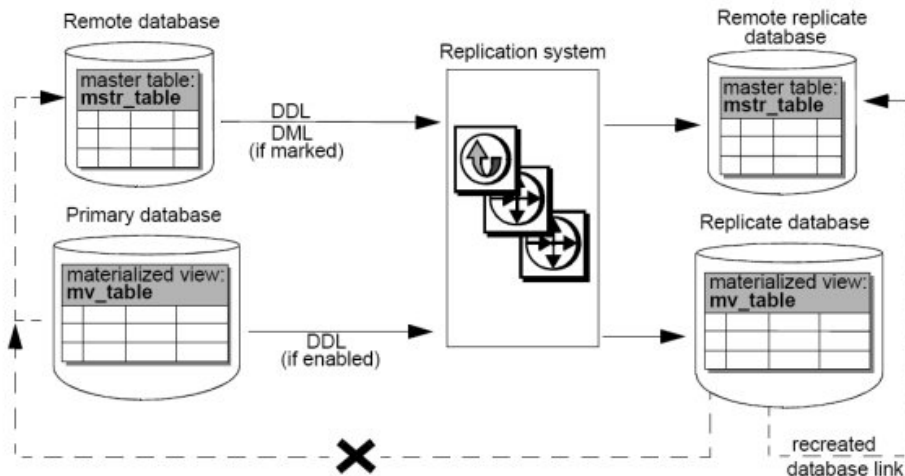 Remote database
master table:
mstr_table
DDL
DML
(if marked)
Replication system
Remote replicate
database
master table:
mstr_table
Primary database
materialized view:
mv_table
DDL
(if enabled)
Replicate database
materialized view:
mv_table
recreated
database link